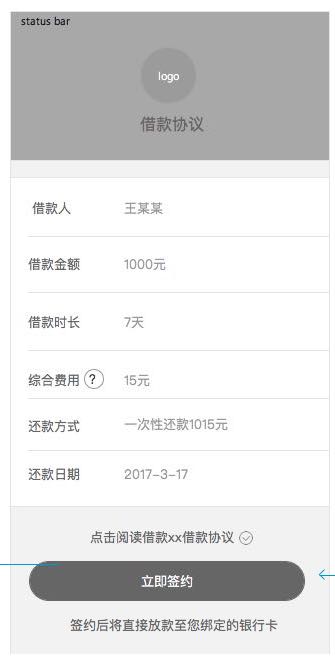 status bar
logo
借款协议
借款人 王某某
借款金额 1000元
借款时长 7天
综合费用 ? 15元
还款方式 一次性还款1015元
还款日期 2017-3-17
点击阅读借款xx借款协议
立即签约
签约后将直接放款至您绑定的银行卡